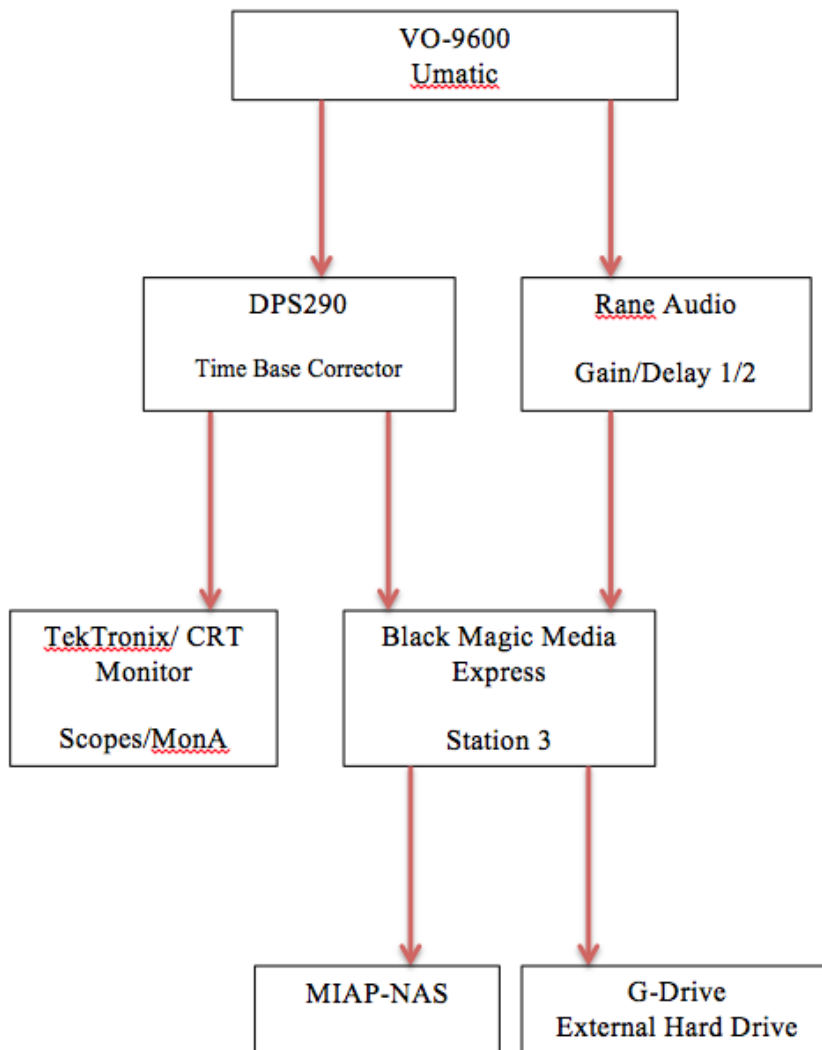 VO-9600
Umatic
DPS290
Time Base Corrector
Rane Audio
Gain/Delay 1/2
TekTronix/ CRT
Monitor
Scopes/MonA
Black Magic Media
Express
Station 3
MIAP-NAS
G-Drive
External Hard Drive